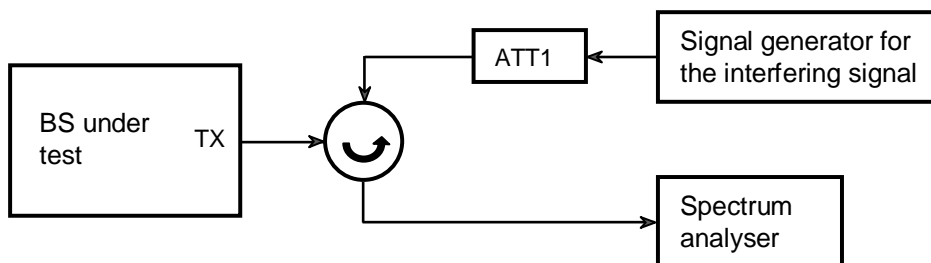 Signal generator for
the interfering signal
ATT1
BS under
test
TX
Spectrum
analyser